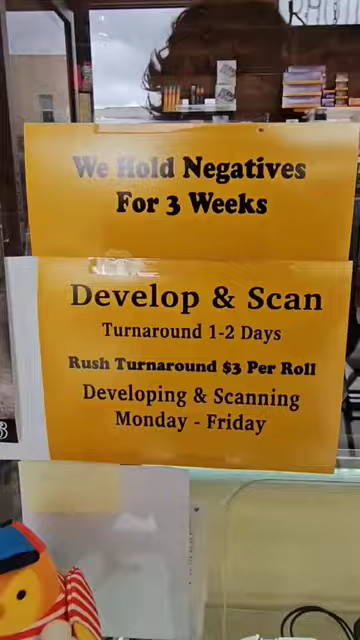 We Hold Negatives
For 3 Weeks
Develop & Scan
Turnaround 1-2 Days
Rush Turnaround $3 Per Roll
Developing & Scanning
Monday - Friday